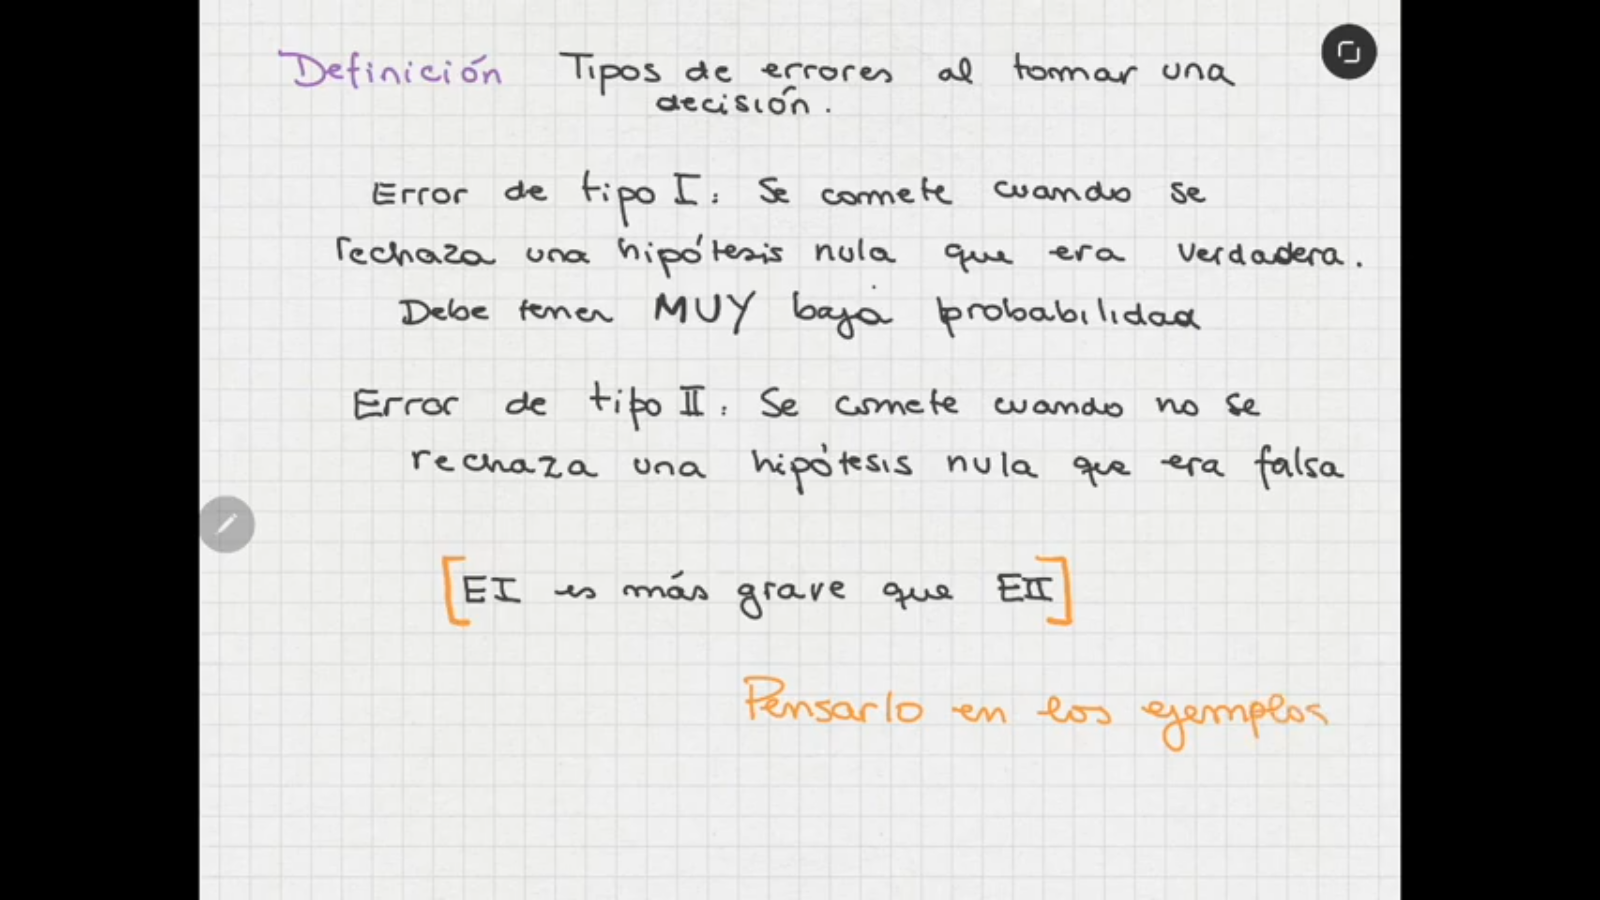 Definición Tipos de errores al tomar una
decisión.
Error de tipo I: Se comete cuando se
rechaza una hipótesis nula que era verdadera.
Debe tener MUY baja probabilidad
Error de tipo II: Se comete cuando no se
rechaza una hipótesis nula que era falsa
[EI es más grave que EII]
Pensarlo en los ejemplos